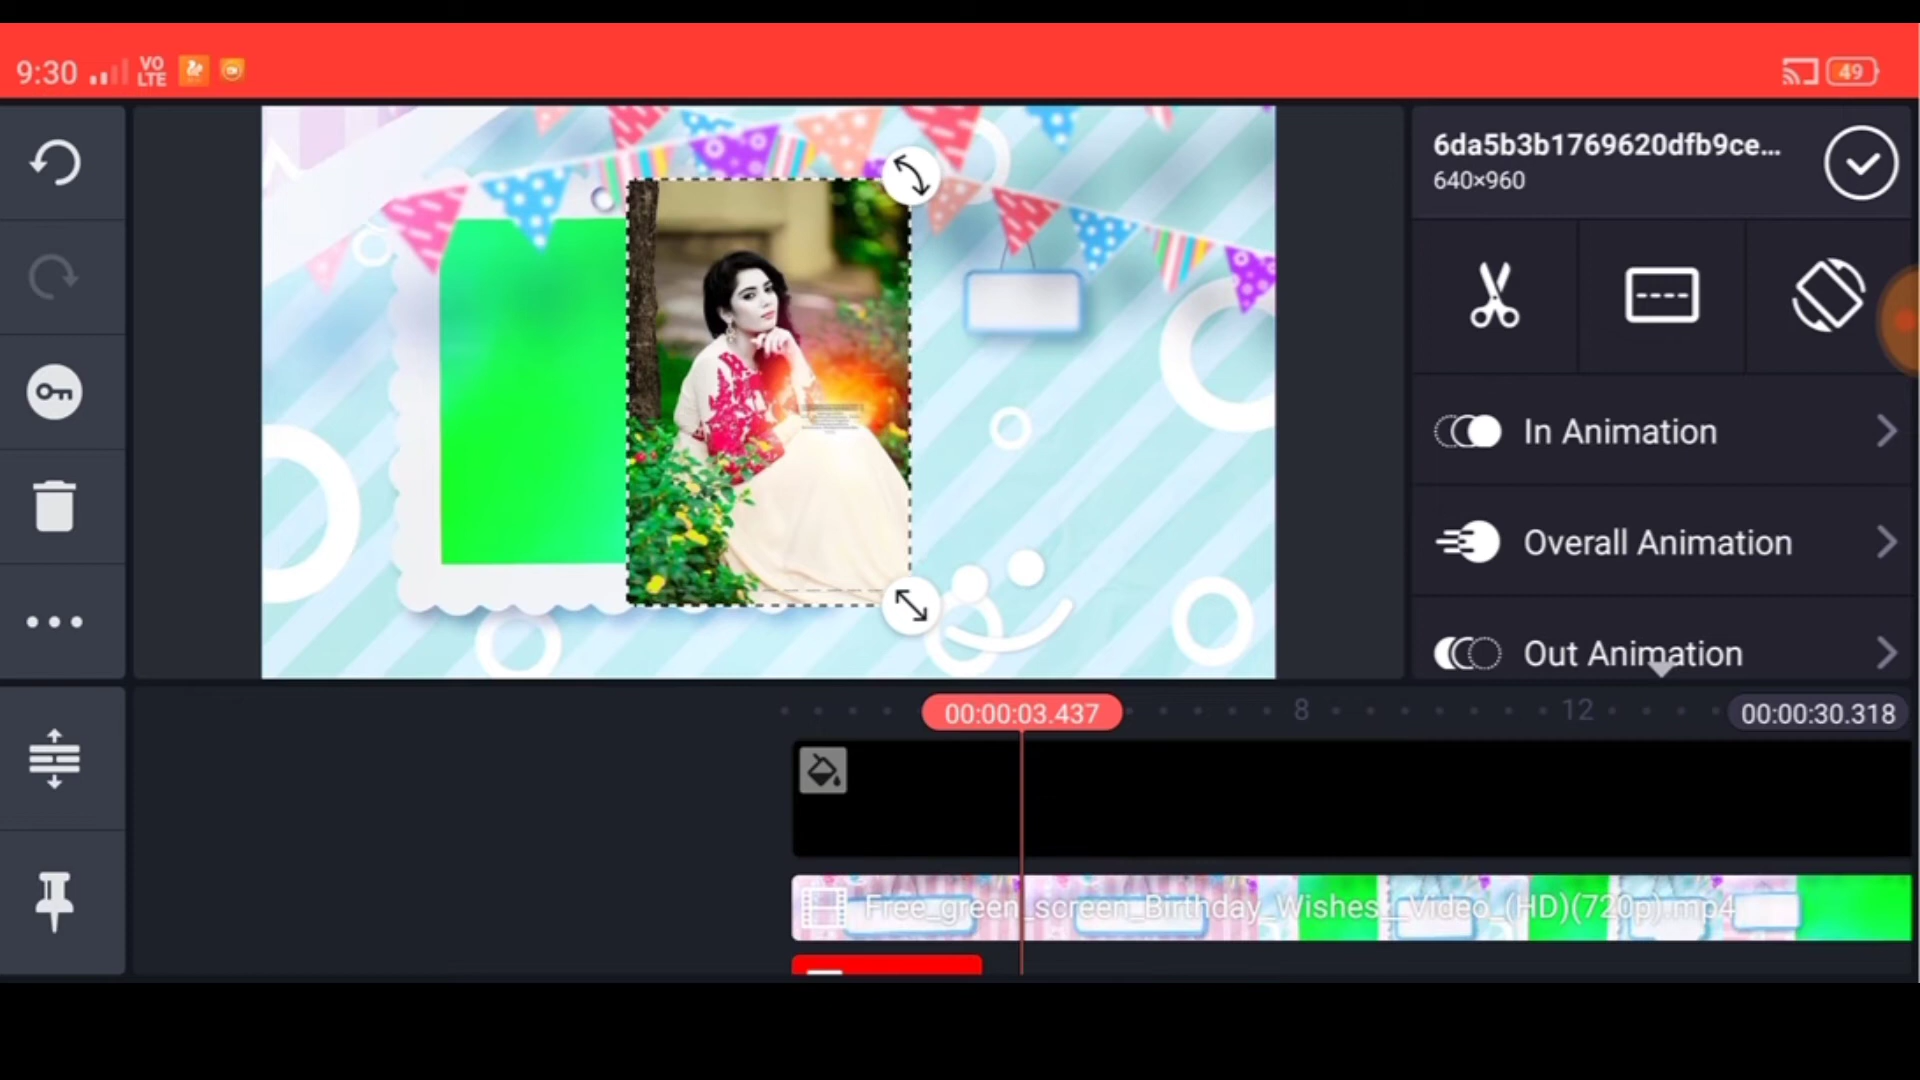 9:30 VO LTE 49
6da5b3b1769620dfb9ce...
640×960
In Animation
Overall Animation
Out Animation
00:00:03.437 8 12 00:00:30.318
Free_green_screen_Birthday_Wishes__Video_(HD)(720p).mp4